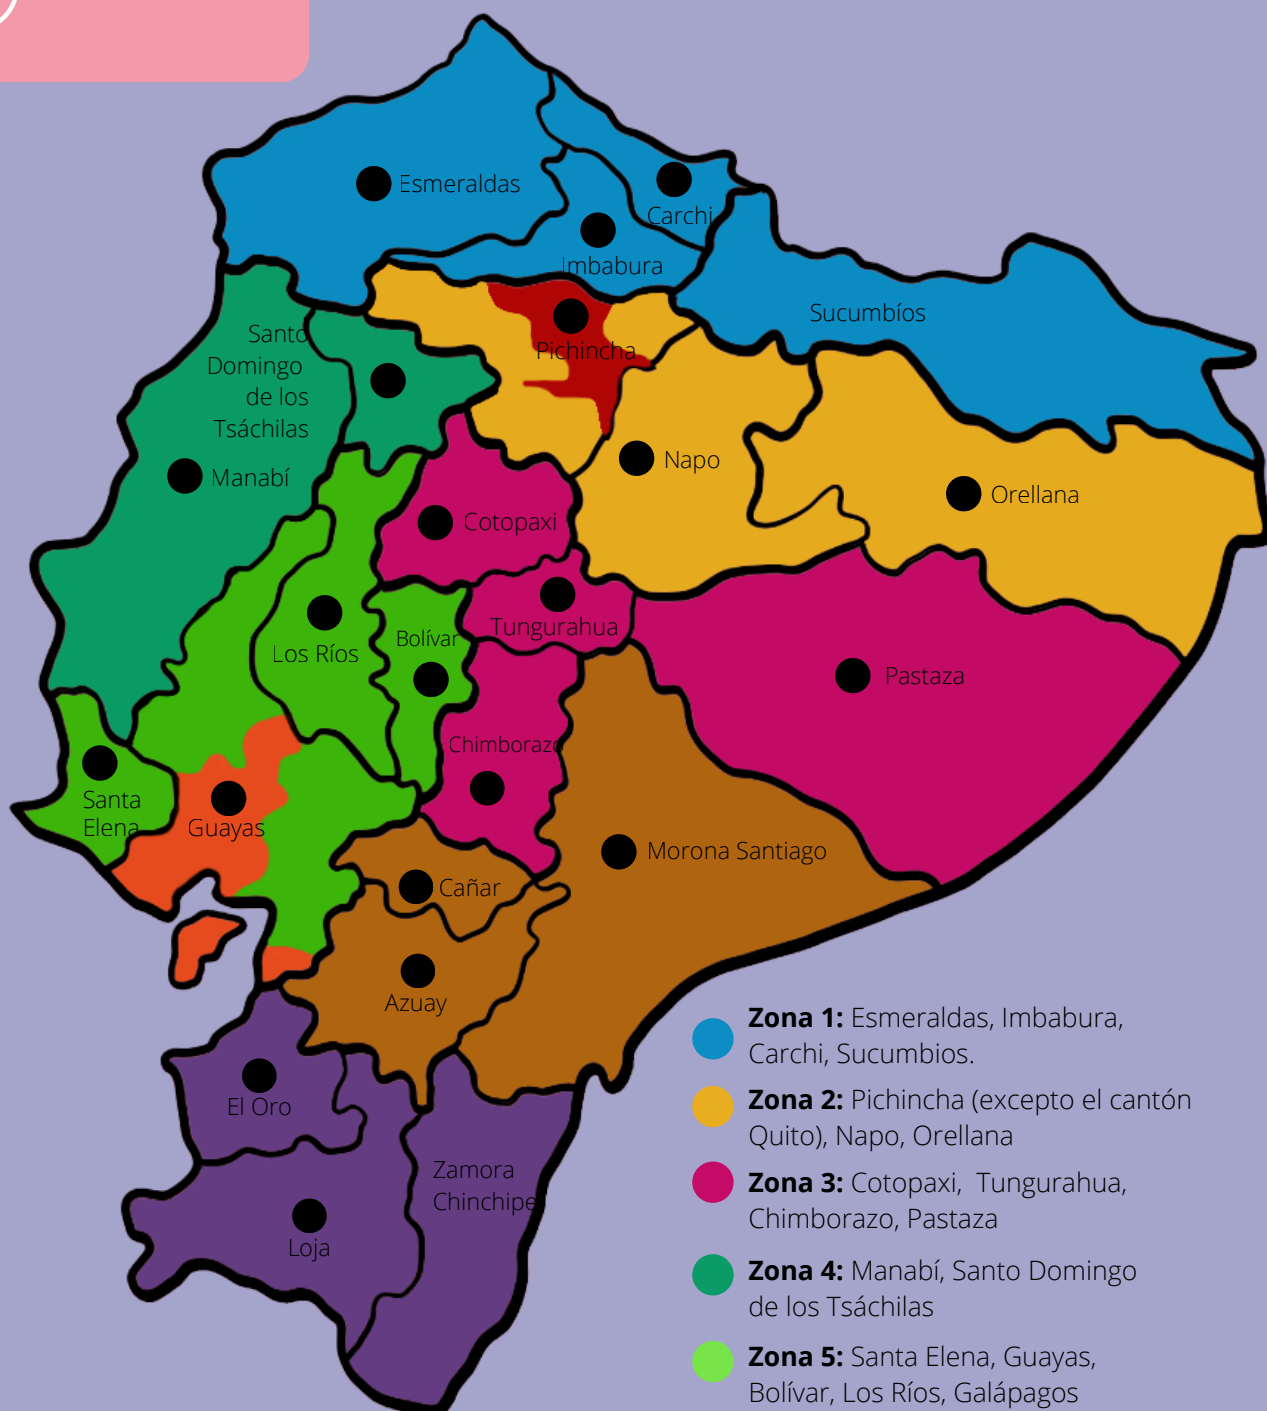 Esmeraldas
Carchi
Imbabura
Sucumbíos
Santo
Domingo
de los
Tsáchilas
Pichincha
Manabí
Napo
Orellana
Cotopaxi
Los Ríos
Bolívar
Tungurahua
Pastaza
Chimborazo
Santa
Elena
Guayas
Morona Santiago
Cañar
Azuay
El Oro
Zamora
Chinchipe
Loja
Zona 1: Esmeraldas, Imbabura,
Carchi, Sucumbios.
Zona 2: Pichincha (excepto el cantón
Quito), Napo, Orellana
Zona 3: Cotopaxi, Tungurahua,
Chimborazo, Pastaza
Zona 4: Manabí, Santo Domingo
de los Tsáchilas
Zona 5: Santa Elena, Guayas,
Bolívar, Los Ríos, Galápagos